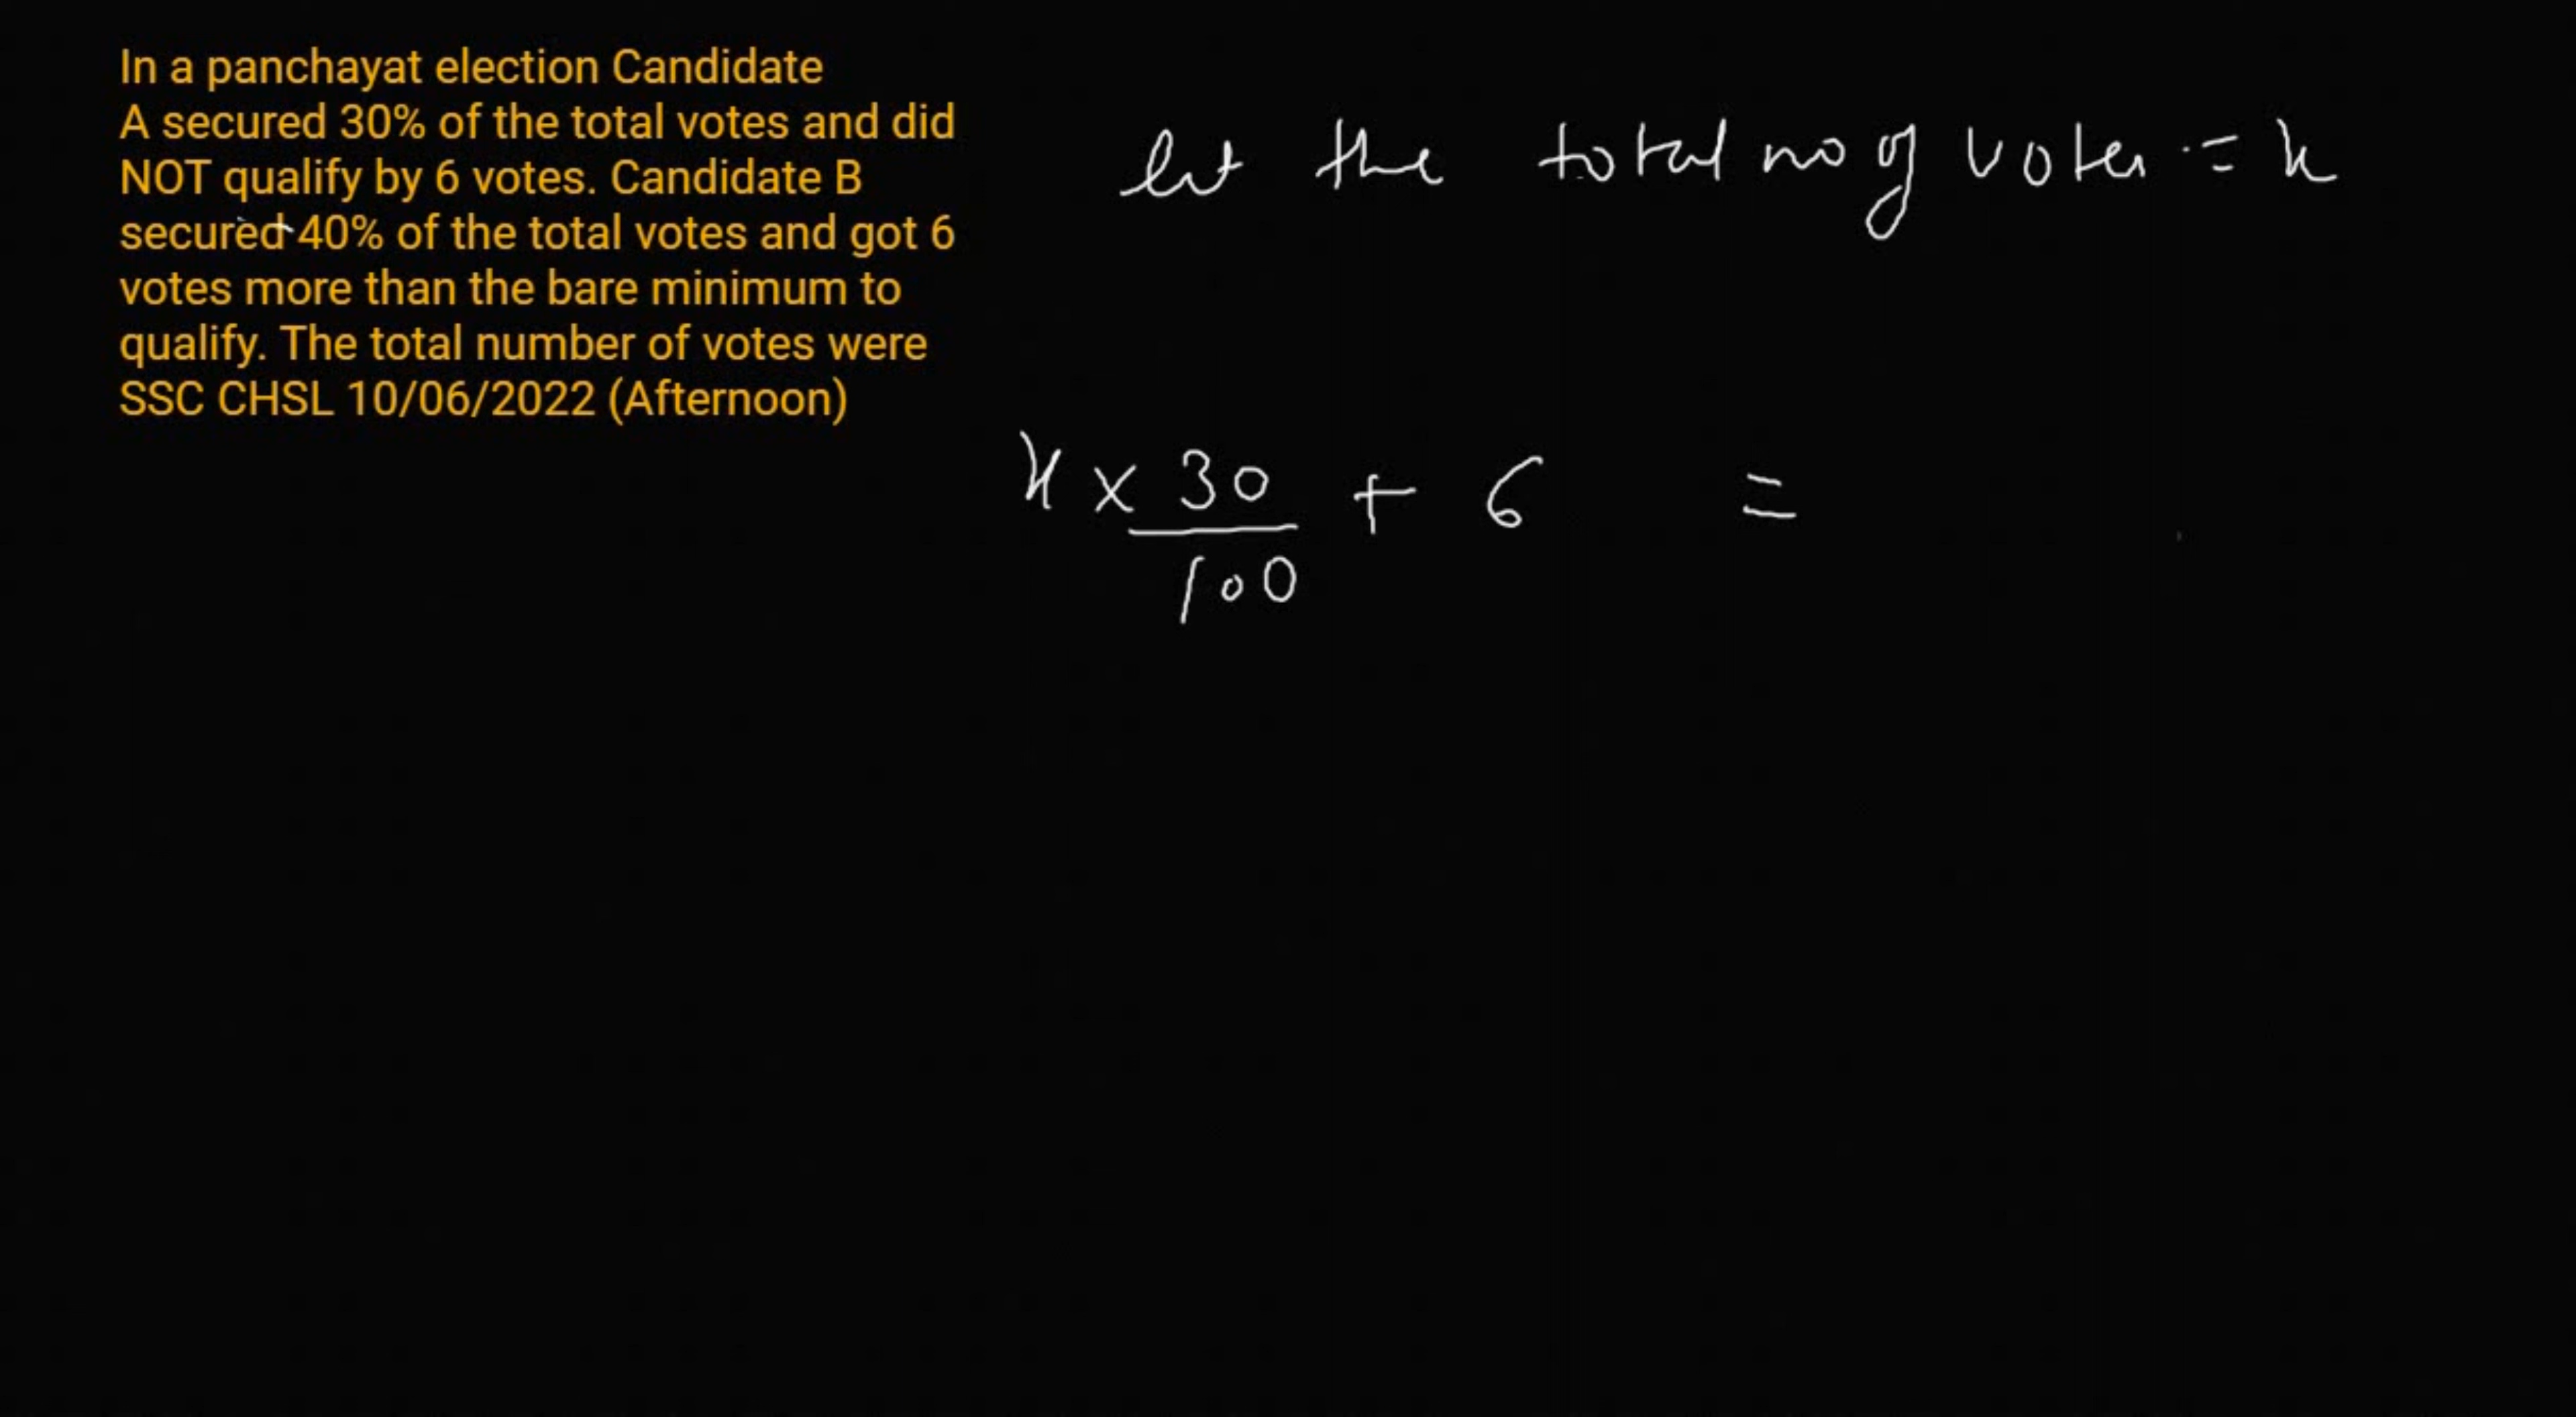 In a panchayat election Candidate
A secured 30% of the total votes and did
NOT qualify by 6 votes. Candidate B
secured 40% of the total votes and got 6
votes more than the bare minimum to
qualify. The total number of votes were
SSC CHSL 10/06/2022 (Afternoon)
let the total no of votes = x
x × 30 + 6 =
100